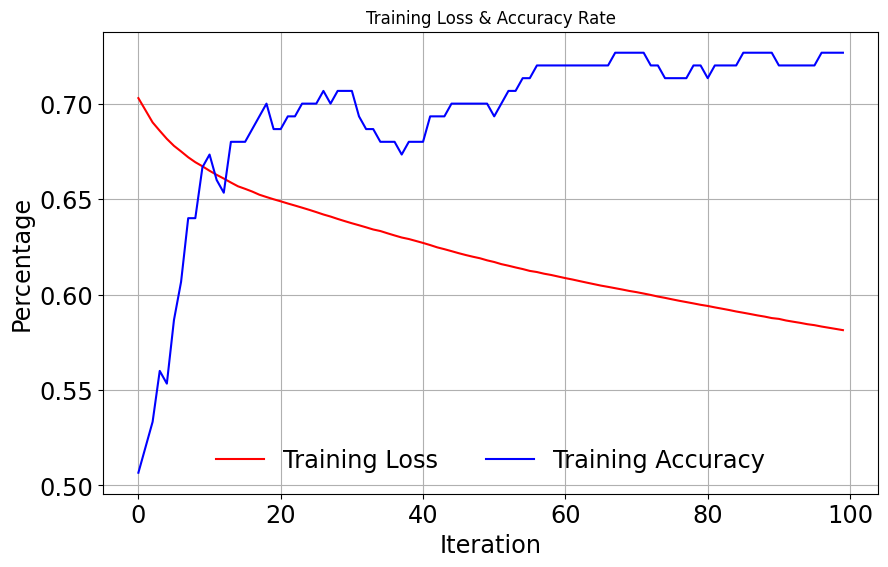 Training Loss & Accuracy Rate
Percentage
0.70
0.65
0.60
0.55
0.50
Training Loss
Training Accuracy
0 20 40 60 80 100
Iteration